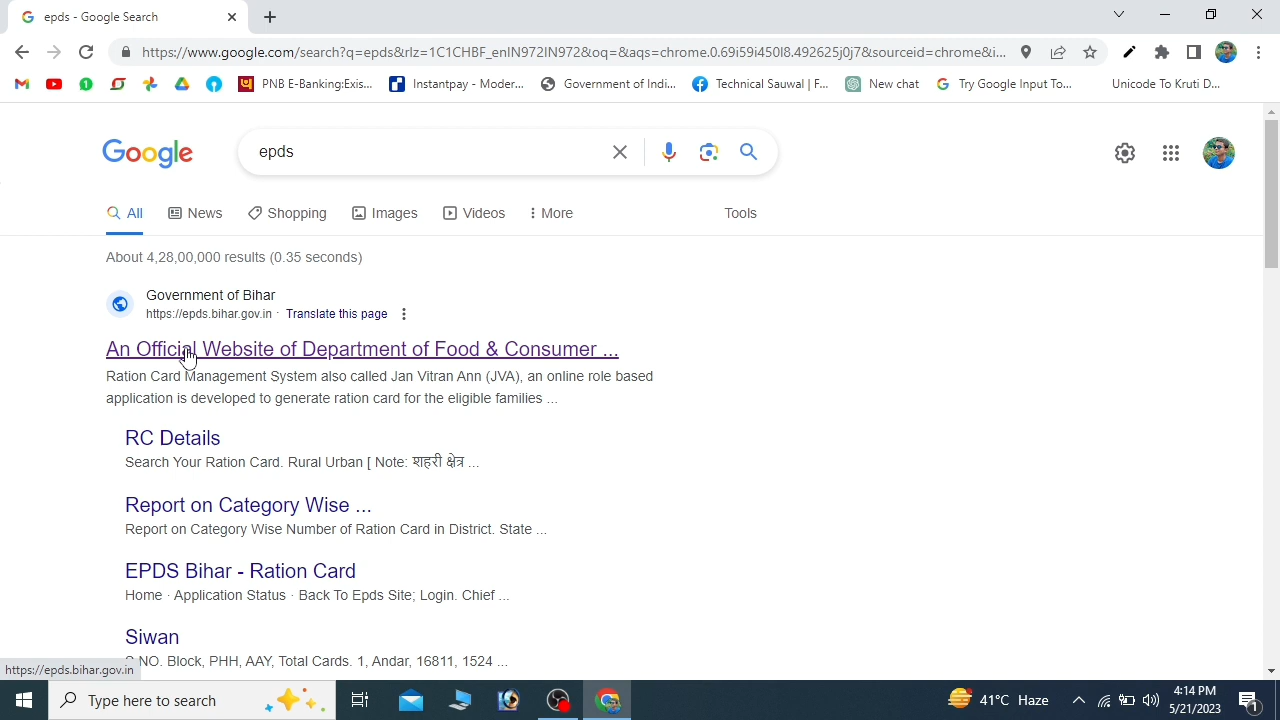 epds - Google Search
https://www.google.com/search?q=epds&rlz=1C1CHBF_enIN972IN972&oq=&aqs=chrome.0.69i59i450l8.492625j0j7&sourceid=chrome&i...
PNB E-Banking:Exis... Instantpay - Moder... Government of Indi... Technical Sauwal | F... New chat Try Google Input To... Unicode To Kruti D...
Google epds
All News Shopping Images Videos More Tools
About 4,28,00,000 results (0.35 seconds)
Government of Bihar
https://epds.bihar.gov.in · Translate this page
An Official Website of Department of Food & Consumer ...
Ration Card Management System also called Jan Vitran Ann (JVA), an online role based
application is developed to generate ration card for the eligible families ...
RC Details
Search Your Ration Card. Rural Urban [ Note: शहरी क्षेत्र ...
Report on Category Wise ...
Report on Category Wise Number of Ration Card in District. State ...
EPDS Bihar - Ration Card
Home · Application Status · Back To Epds Site; Login. Chief ...
Siwan
NO. Block, PHH, AAY, Total Cards. 1, Andar, 16811, 1524 ...
https://epds.bihar.gov.in
Type here to search
41°C Haze
4:14 PM
5/21/2023
1